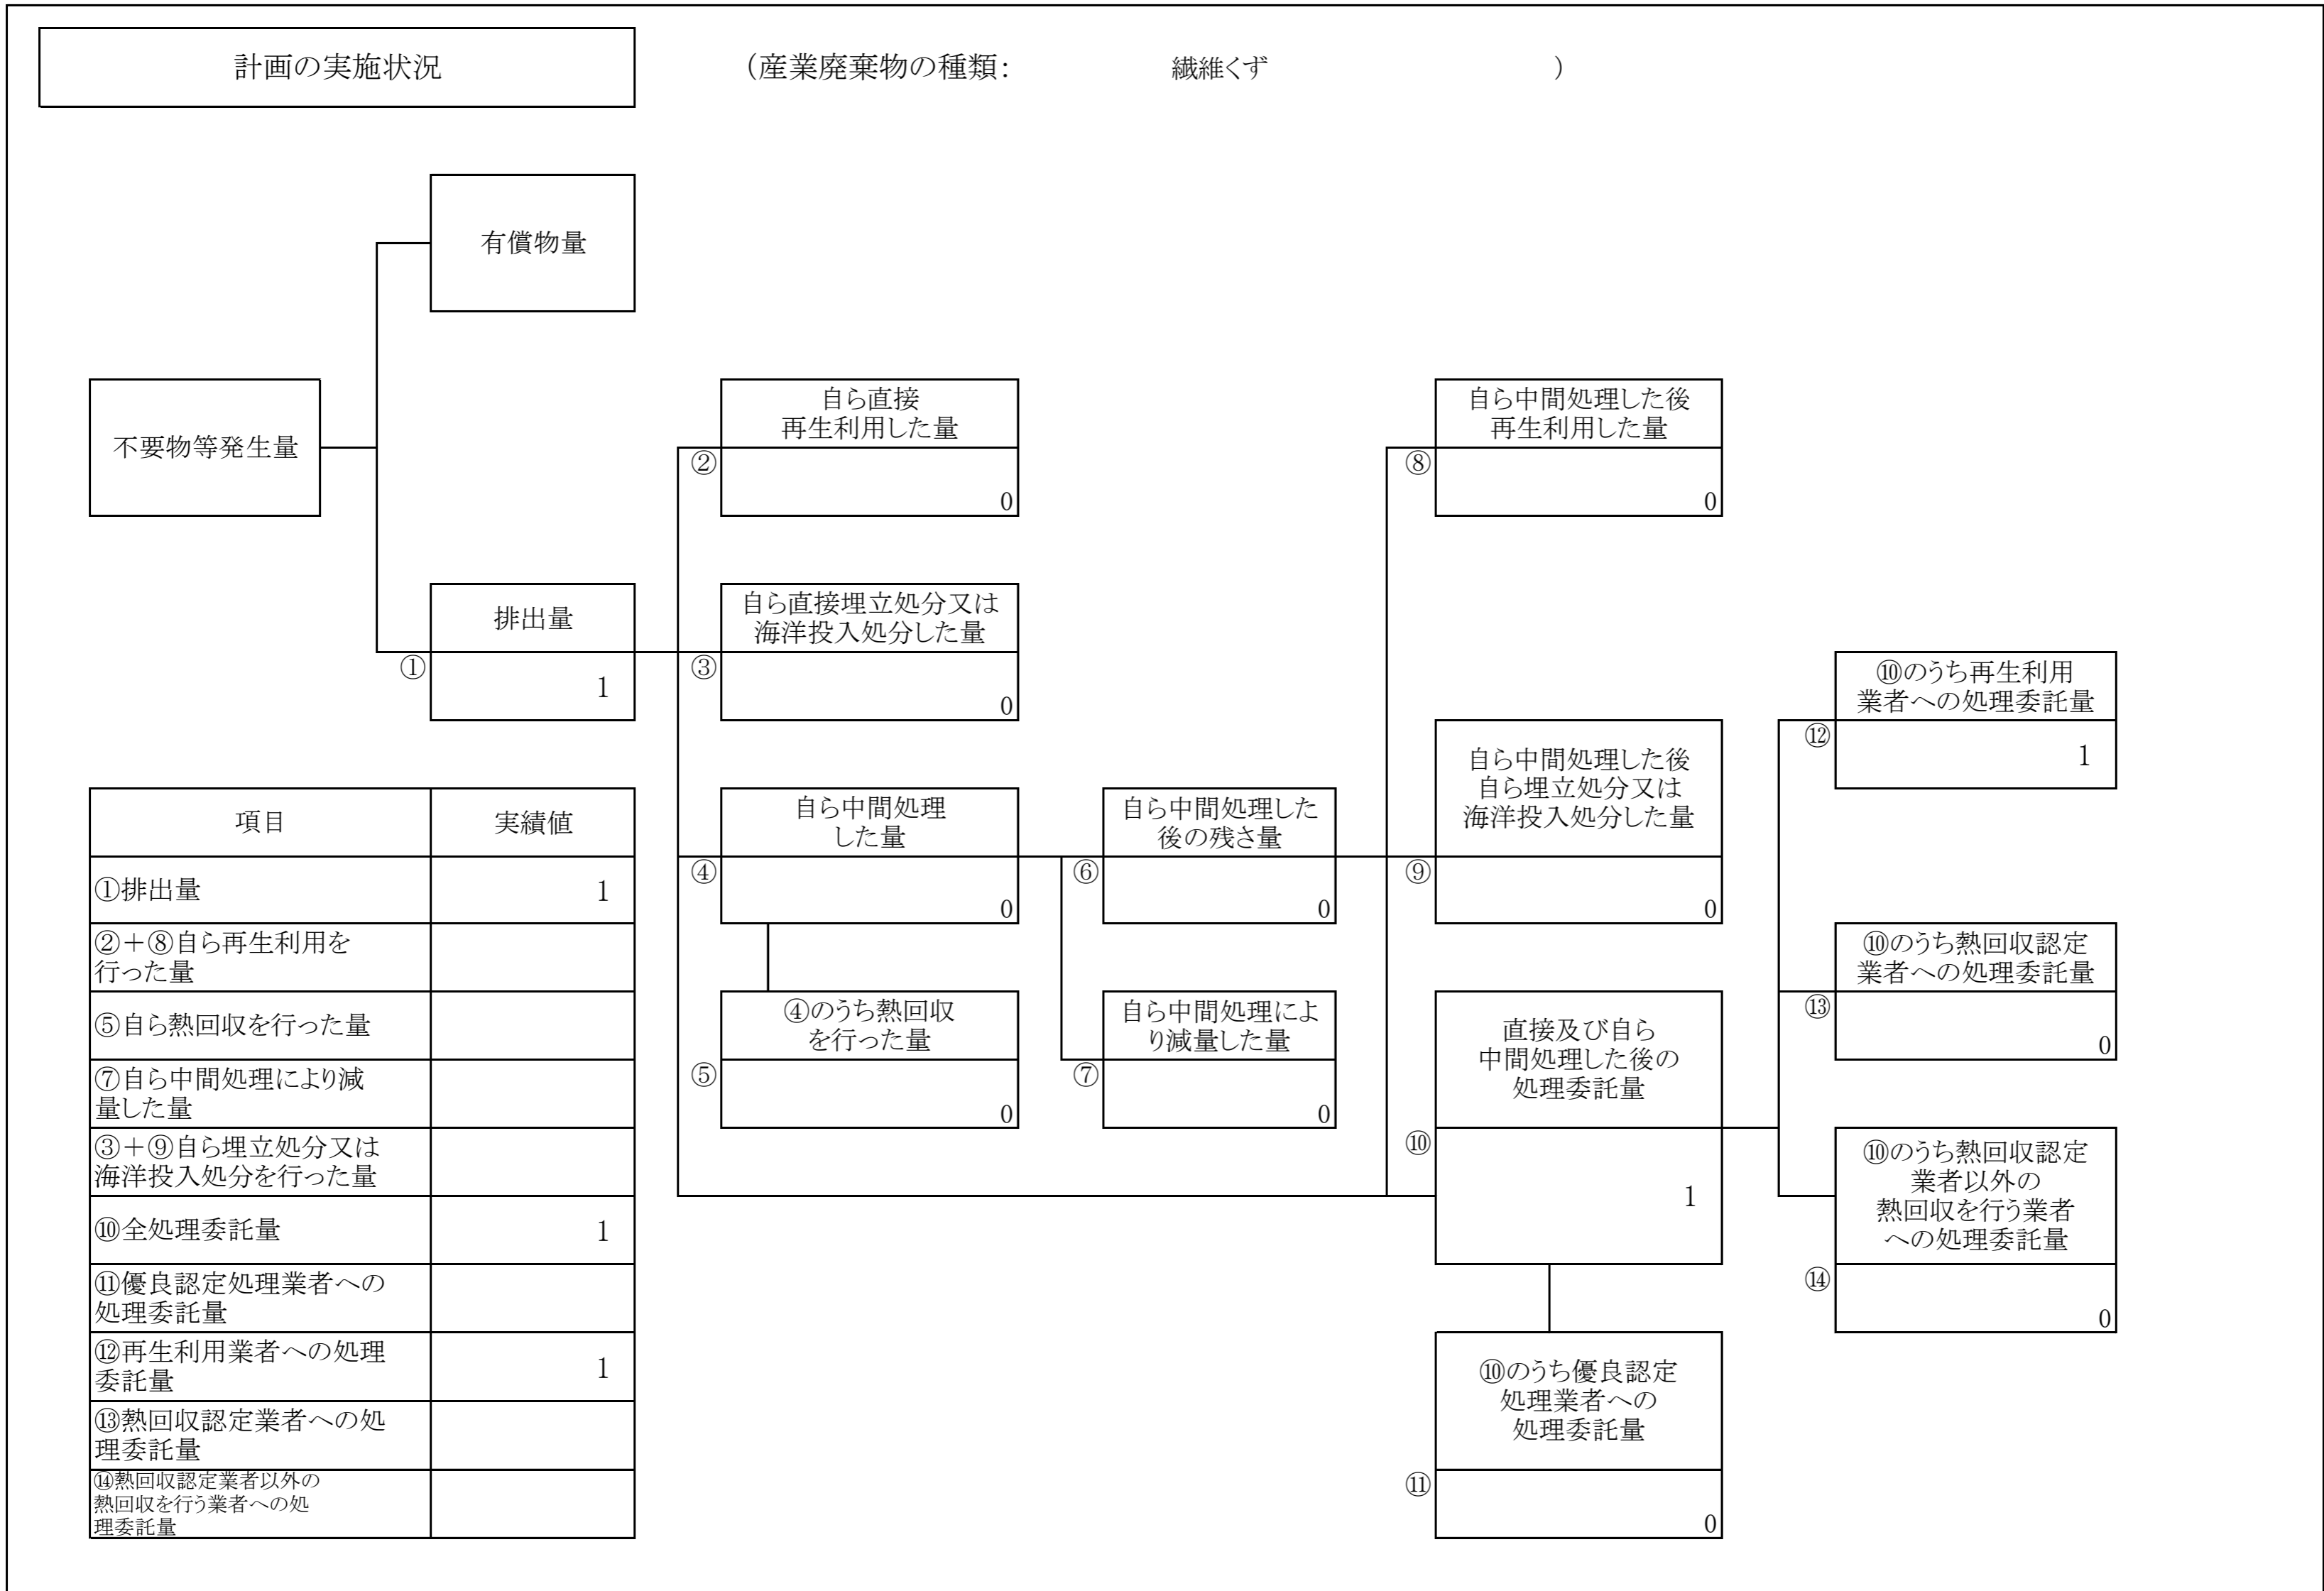 計画の実施状況
（産業廃棄物の種類：　繊維くず　）
有償物量
不要物等発生量
自ら直接
再生利用した量
②
0
自ら中間処理した後
再生利用した量
⑧
0
排出量
①
1
自ら直接埋立処分又は
海洋投入処分した量
③
0
⑩のうち再生利用
業者への処理委託量
⑫
1
自ら中間処理
した量
④
0
自ら中間処理した
後の残さ量
⑥
0
自ら中間処理した後
自ら埋立処分又は
海洋投入処分した量
⑨
0
⑩のうち熱回収認定
業者への処理委託量
⑬
0
④のうち熱回収
を行った量
⑤
0
自ら中間処理によ
り減量した量
⑦
0
直接及び自ら
中間処理した後の
処理委託量
⑩
1
⑩のうち熱回収認定
業者以外の
熱回収を行う業者
への処理委託量
⑭
0
⑩のうち優良認定
処理業者への
処理委託量
⑪
0
項目　実績値
①排出量　1
②＋⑧自ら再生利用を
行った量
⑤自ら熱回収を行った量
⑦自ら中間処理により減
量した量
③＋⑨自ら埋立処分又は
海洋投入処分を行った量
⑩全処理委託量　1
⑪優良認定処理業者への
処理委託量
⑫再生利用業者への処理
委託量　1
⑬熱回収認定業者への処
理委託量
⑭熱回収認定業者以外の
熱回収を行う業者への処
理委託量